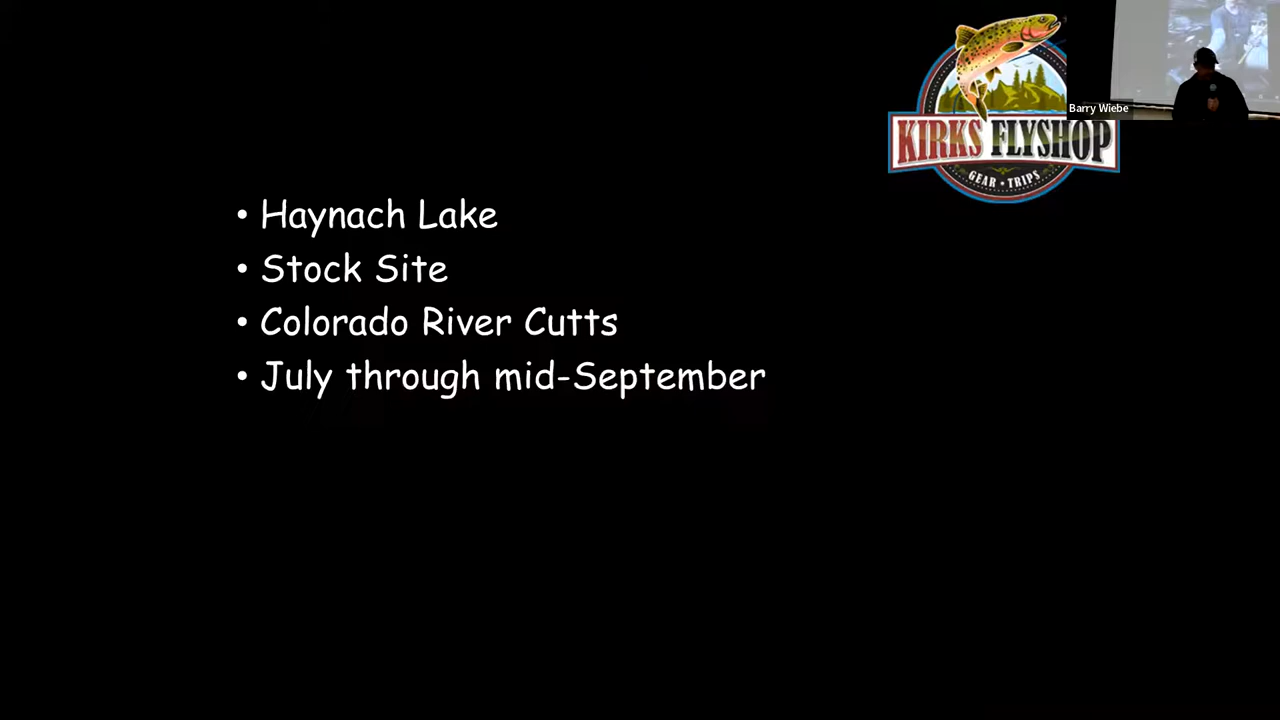 KIRKS FLYSHOP
GEAR • TRIPS
Barry Wiebe
• Haynach Lake
• Stock Site
• Colorado River Cutts
• July through mid-September